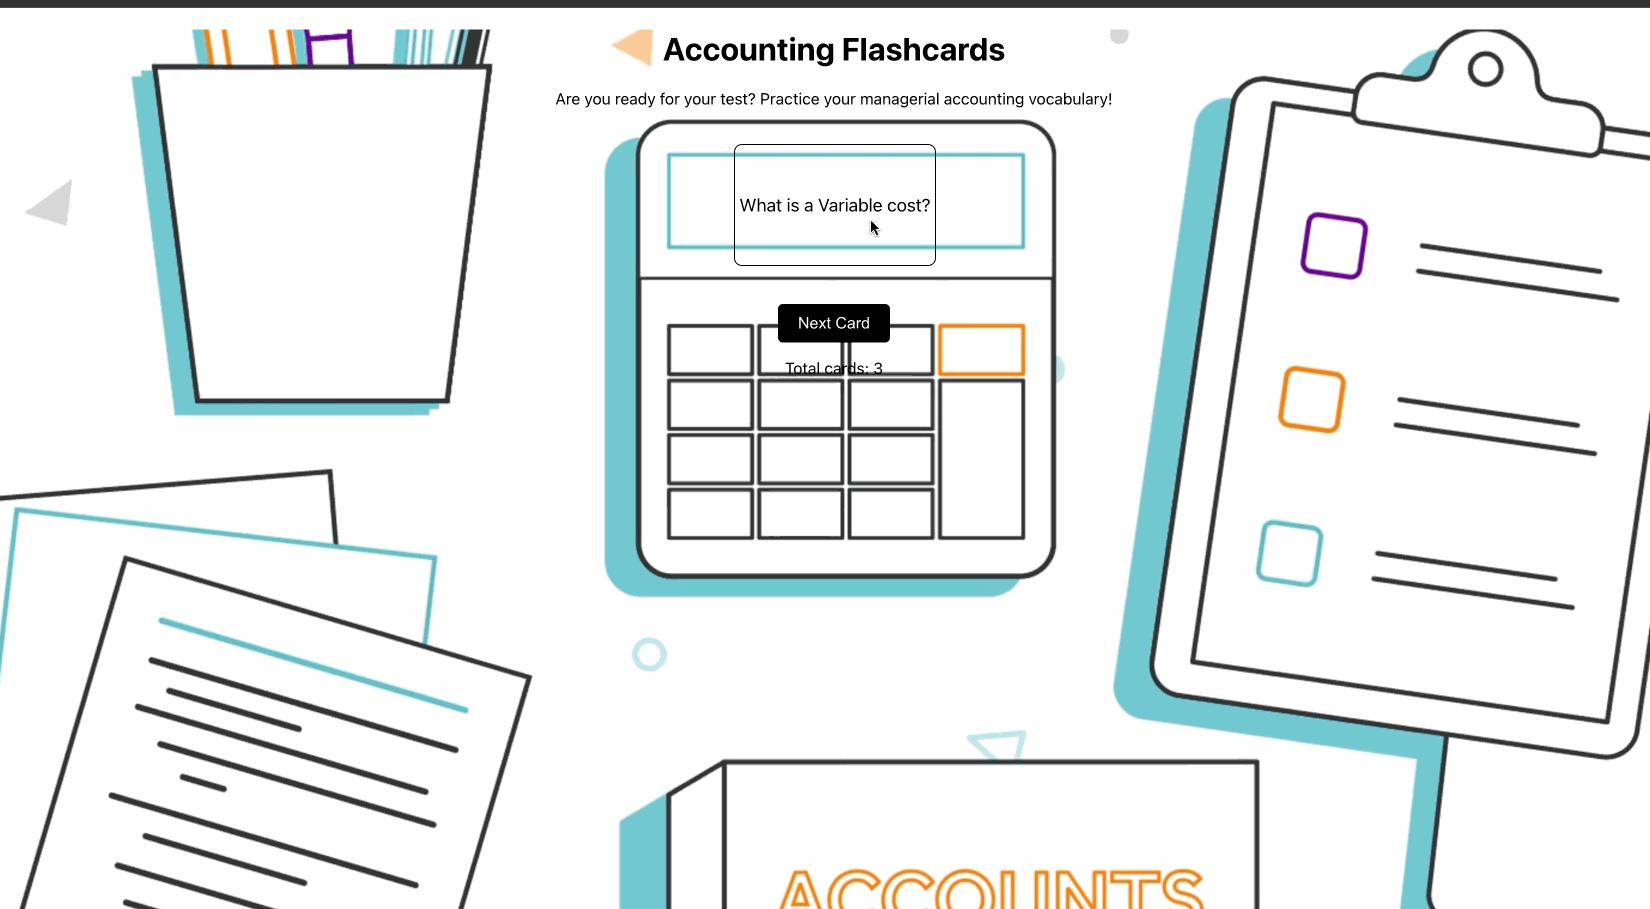 Accounting Flashcards
Are you ready for your test? Practice your managerial accounting vocabulary!
What is a Variable cost?
Next Card
Total cards: 3
ACCOUNTS